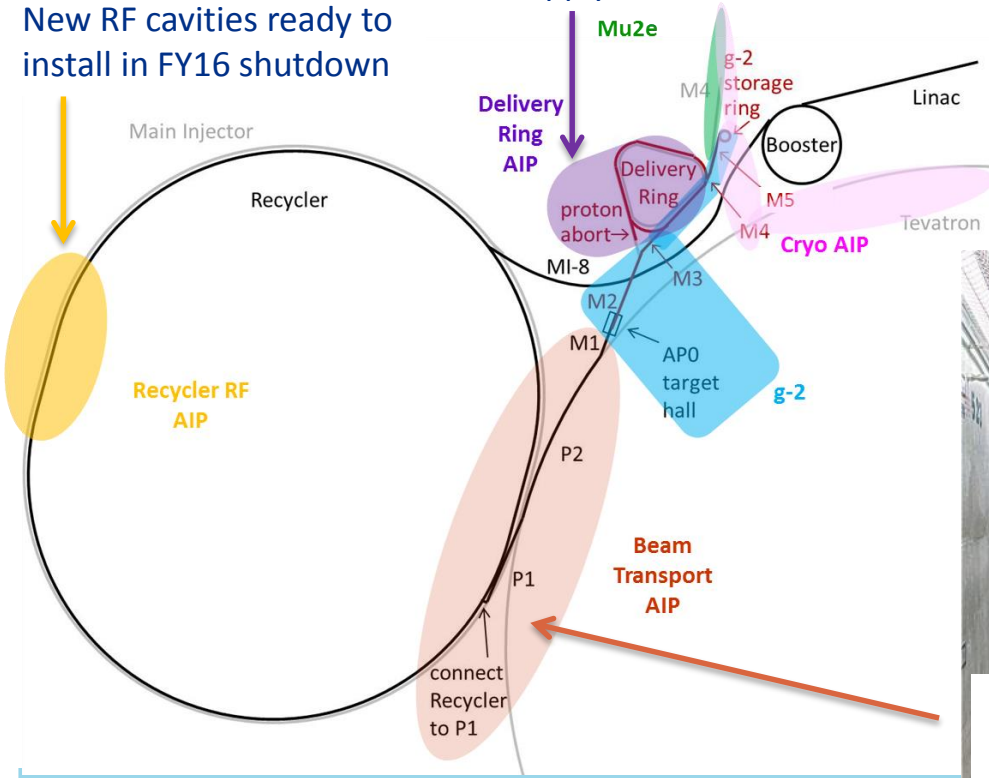 New RF cavities ready to
install in FY16 shutdown
Mu2e
g-2
storage
ring
M4
Linac
Delivery
Ring
AIP
Main Injector
Booster
Recycler
Delivery
Ring
M5
proton
abort→
M4
Tevatron
Cryo AIP
MI-8
M3
M2
M1
AP0
target
hall
g-2
Recycler RF
AIP
P2
Beam
Transport
AIP
P1
connect
Recycler
to P1